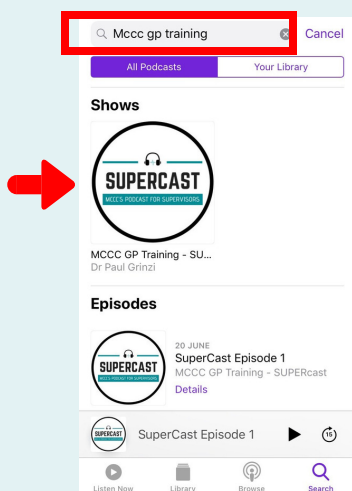 Mccc gp training
Cancel
All Podcasts
Your Library
Shows
SUPERCAST
MCCC'S PODCAST FOR SUPERVISORS
MCCC GP Training - SU...
Dr Paul Grinzi
Episodes
SUPERCAST
MCCC'S PODCAST FOR SUPERVISORS
20 JUNE
SuperCast Episode 1
MCCC GP Training - SUPERcast
Details
SUPERCAST
SuperCast Episode 1
15
Listen Now
Library
Browse
Search